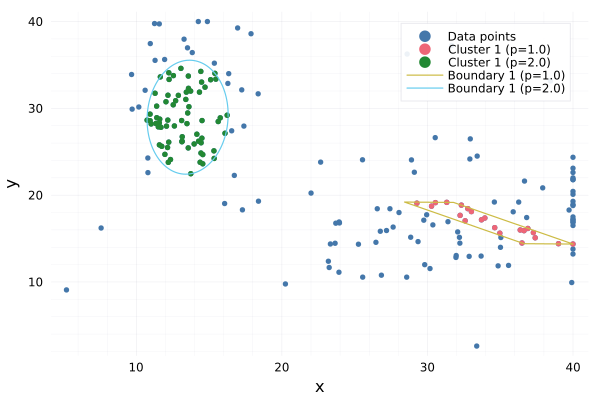 40
30
20
10
y
10
20
30
40
x
Data points
Cluster 1 (p=1.0)
Cluster 1 (p=2.0)
Boundary 1 (p=1.0)
Boundary 1 (p=2.0)